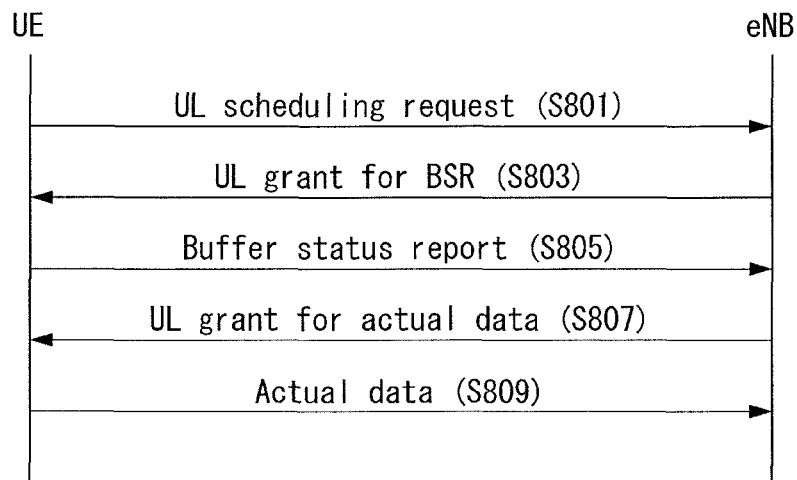 UE eNB
UL scheduling request (S801)
UL grant for BSR (S803)
Buffer status report (S805)
UL grant for actual data (S807)
Actual data (S809)